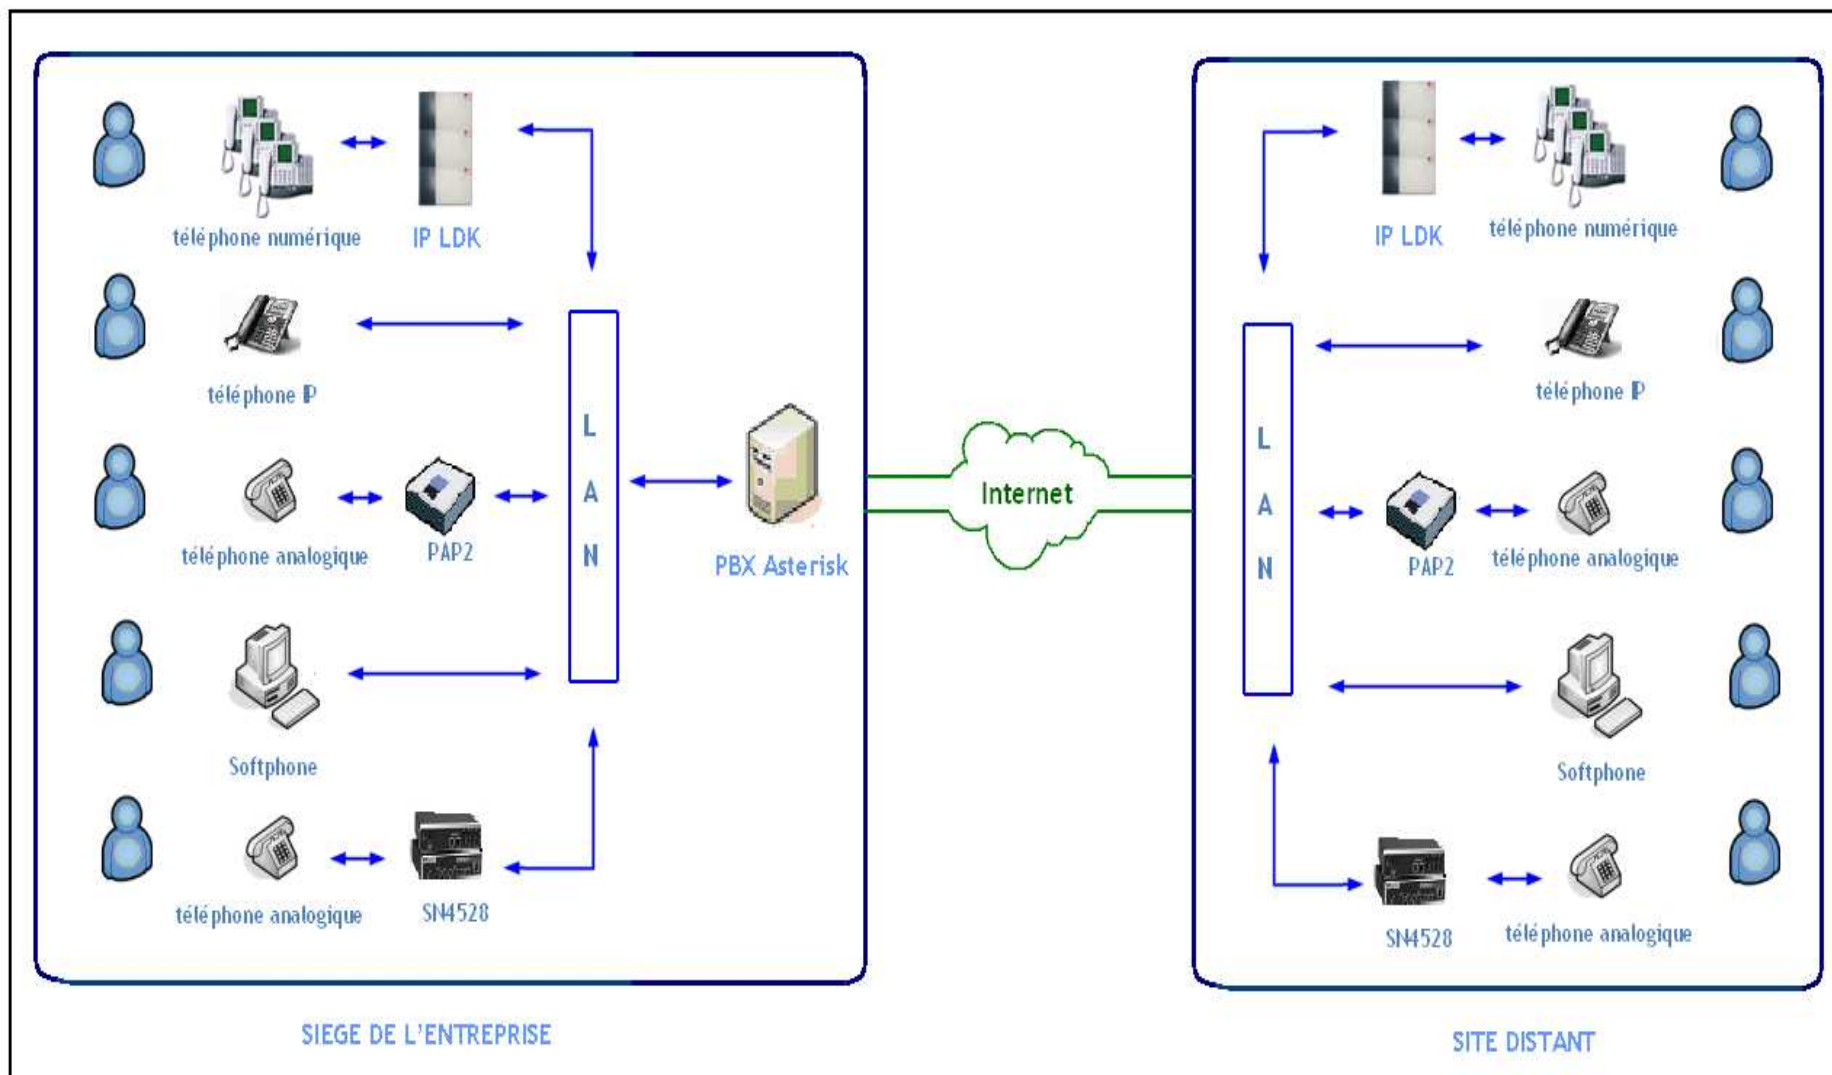 téléphone numérique
IP LDK
téléphone IP
téléphone analogique
PAP2
Softphone
téléphone analogique
SN4528
L
A
N
PBX Asterisk
SIEGE DE L'ENTREPRISE
Internet
L
A
N
IP LDK
téléphone numérique
téléphone IP
PAP2
téléphone analogique
Softphone
SN4528
téléphone analogique
SITE DISTANT